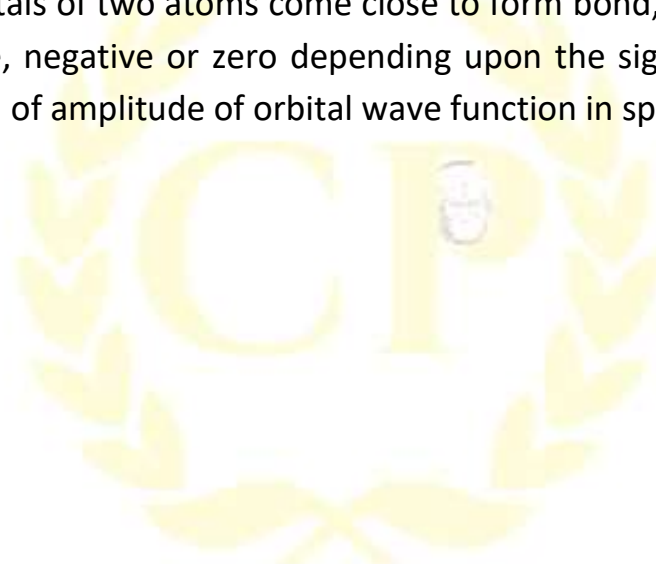 tals of two atoms come close to form bond,
, negative or zero depending upon the sig
of amplitude of orbital wave function in sp
CP